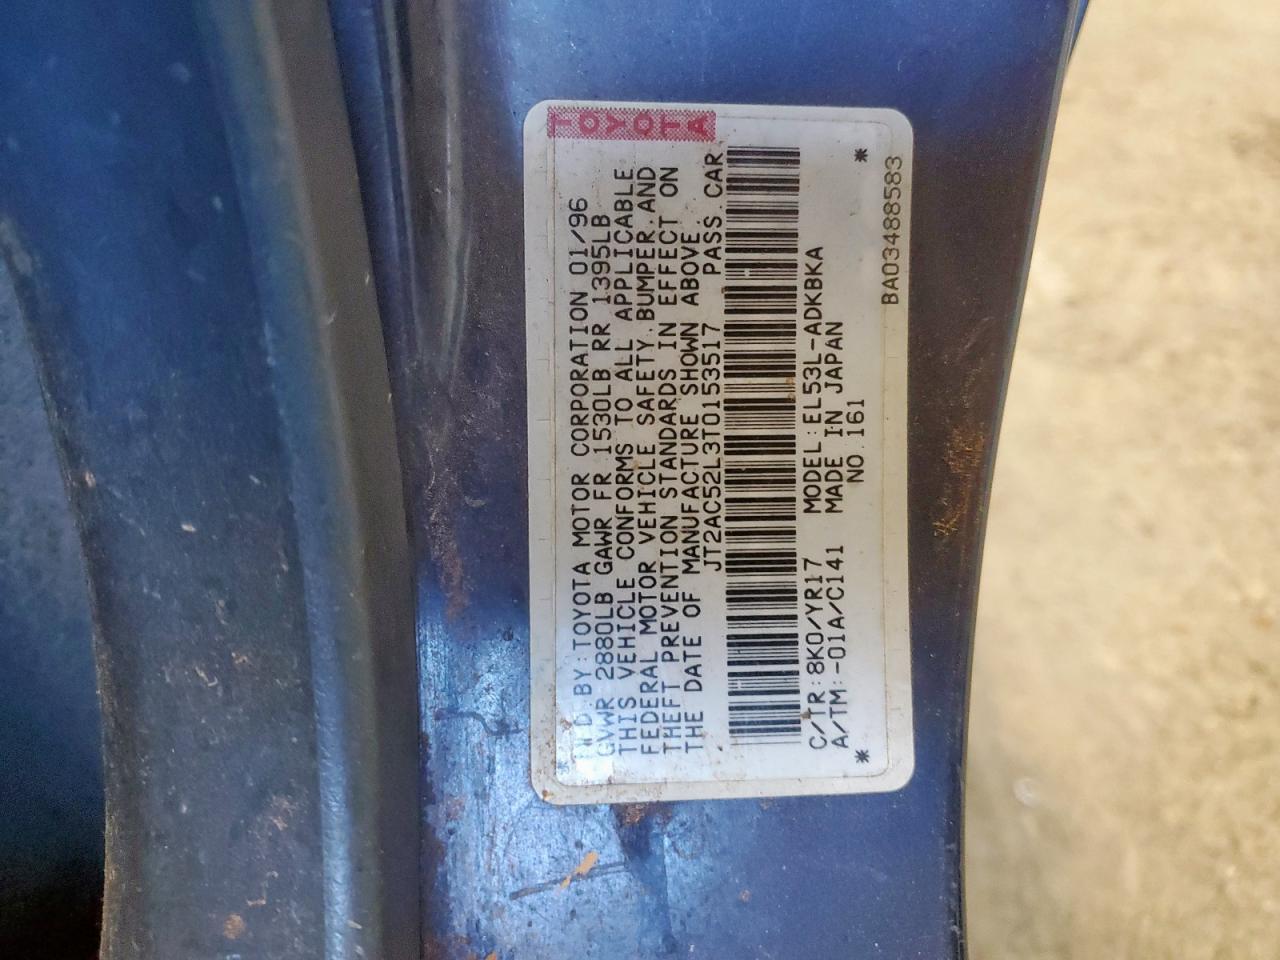 TOYOTA
MFD.BY:TOYOTA MOTOR CORPORATION 01/96
GVWR 2880LB GAWR FR 1530LB RR 1395LB
THIS VEHICLE CONFORMS TO ALL APPLICABLE
FEDERAL MOTOR VEHICLE SAFETY,BUMPER,AND
THEFT PREVENTION STANDARDS IN EFFECT ON
THE DATE OF MANUFACTURE SHOWN ABOVE.
JT2AC52L3T0153517 PASS.CAR
C/TR:8K0/YR17 MODEL:EL53L-ADKBKA
A/TM:-01A/C141 MADE IN JAPAN
* NO.161 *
BA03488583